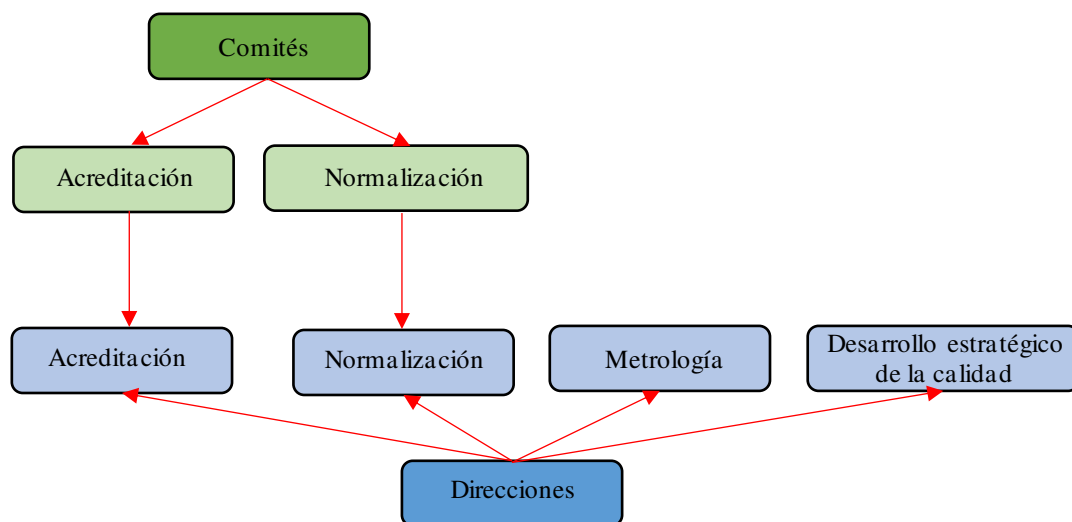 Comités
Acreditación
Normalización
Acreditación
Normalización
Metrología
Desarrollo estratégico
de la calidad
Direcciones